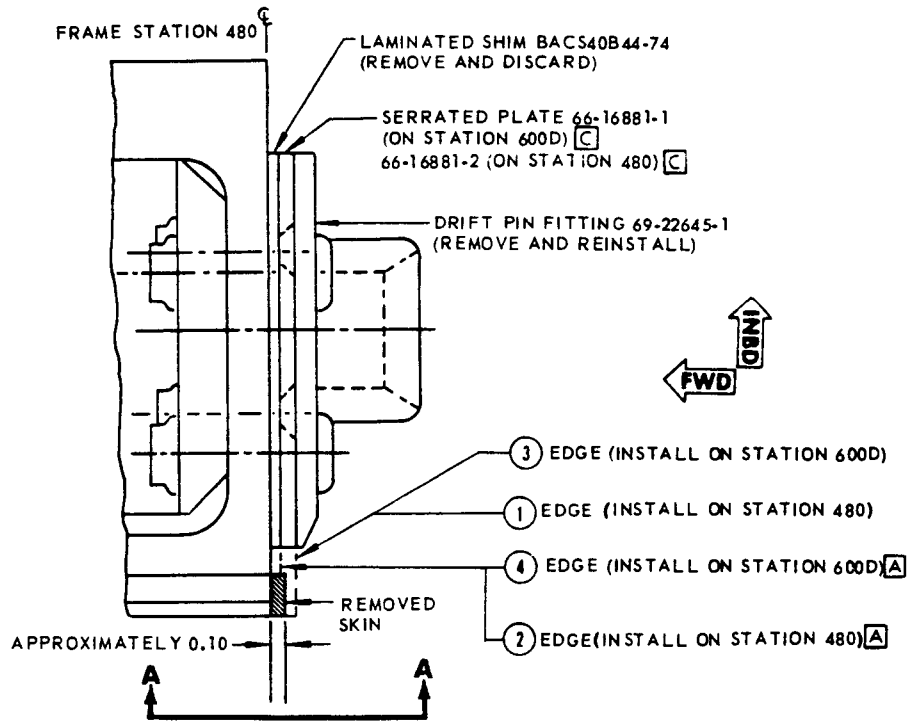 FRAME STATION 480
℄
LAMINATED SHIM BACS40B44-74
(REMOVE AND DISCARD)
SERRATED PLATE 66-16881-1
(ON STATION 600D) C
66-16881-2 (ON STATION 480) C
DRIFT PIN FITTING 69-22645-1
(REMOVE AND REINSTALL)
INBD
FWD
3 EDGE (INSTALL ON STATION 600D)
1 EDGE (INSTALL ON STATION 480)
4 EDGE (INSTALL ON STATION 600D) A
REMOVED
SKIN
2 EDGE (INSTALL ON STATION 480) A
APPROXIMATELY 0.10
A A